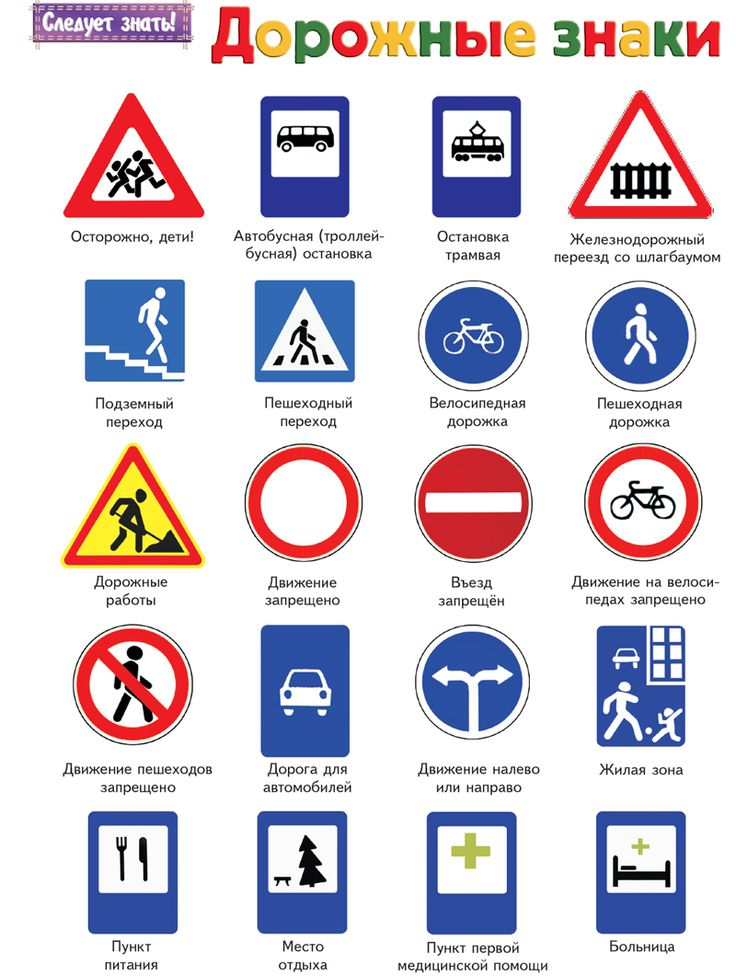 Следует знать!
Дорожные знаки
Осторожно, дети!
Автобусная (троллей-
бусная) остановка
Остановка
трамвая
Железнодорожный
переезд со шлагбаумом
Подземный
переход
Пешеходный
переход
Велосипедная
дорожка
Пешеходная
дорожка
Дорожные
работы
Движение
запрещено
Въезд
запрещён
Движение на велоси-
педах запрещено
Движение пешеходов
запрещено
Дорога для
автомобилей
Движение налево
или направо
Жилая зона
Пункт
питания
Место
отдыха
Пункт первой
медицинской помощи
Больница